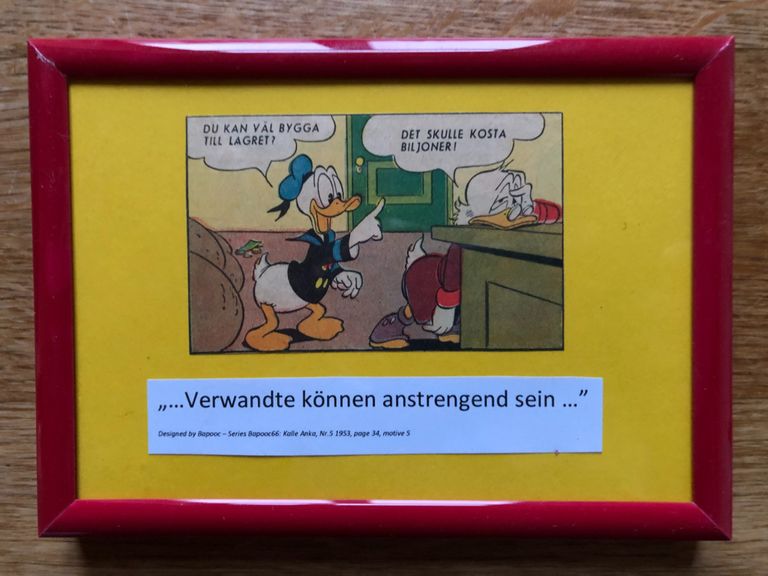 DU KAN VÄL BYGGA
TILL LAGRET?
DET SKULLE KOSTA
BILJONER!
„...Verwandte können anstrengend sein ...”
Designed by Bapooc – Series Bapooc66: Kalle Anka, Nr.5 1953, page 34, motive 5